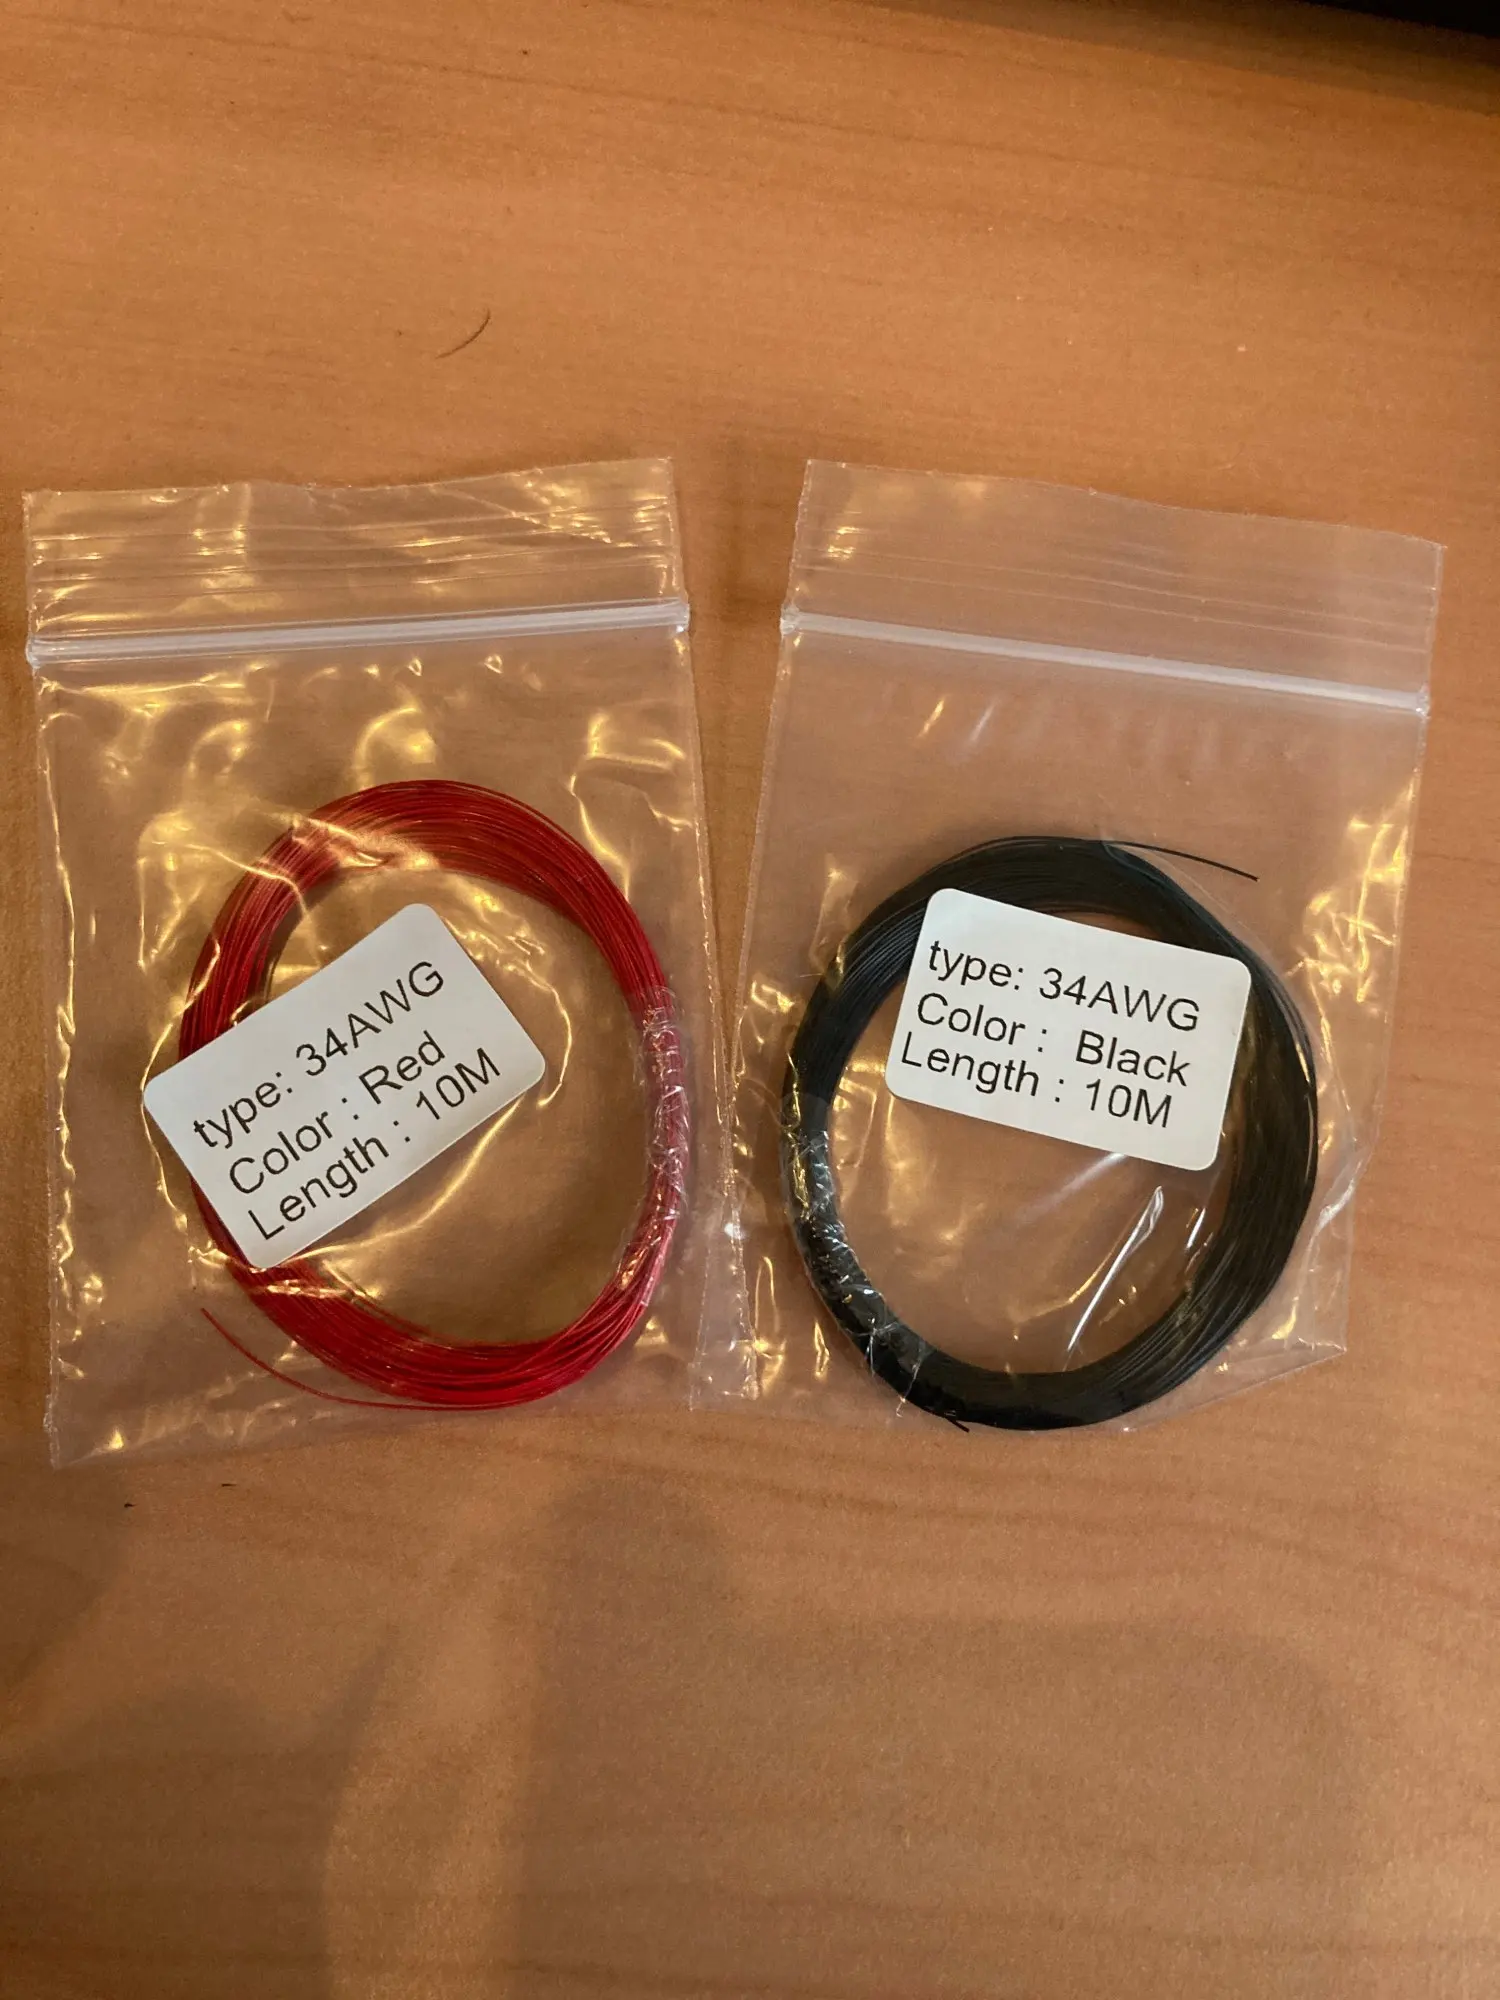 type: 34AWG
Color : Red
Length : 10M
type: 34AWG
Color : Black
Length : 10M